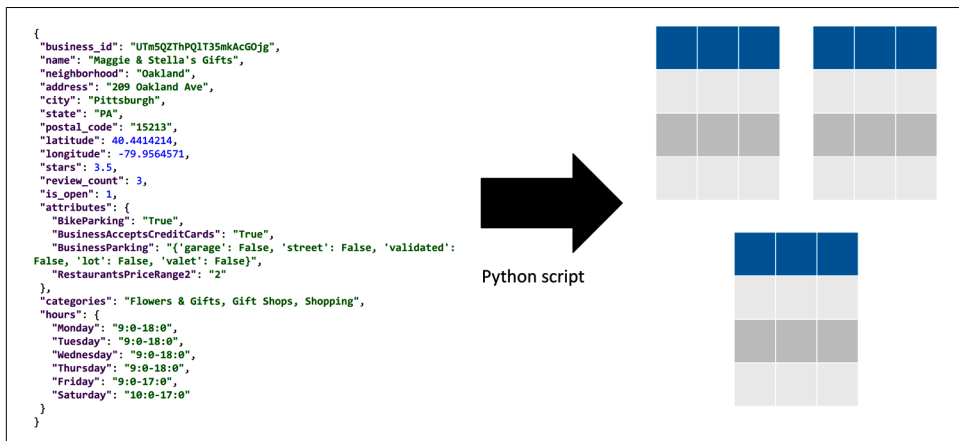 {
"business_id": "UTm5QZThPQlT35mkAcGOjg",
"name": "Maggie & Stella's Gifts",
"neighborhood": "Oakland",
"address": "209 Oakland Ave",
"city": "Pittsburgh",
"state": "PA",
"postal_code": "15213",
"latitude": 40.4414214,
"longitude": -79.9564571,
"stars": 3.5,
"review_count": 3,
"is_open": 1,
"attributes": {
"BikeParking": "True",
"BusinessAcceptsCreditCards": "True",
"BusinessParking": "{'garage': False, 'street': False, 'validated':
False, 'lot': False, 'valet': False}",
"RestaurantsPriceRange2": "2"
},
"categories": "Flowers & Gifts, Gift Shops, Shopping",
"hours": {
"Monday": "9:0-18:0",
"Tuesday": "9:0-18:0",
"Wednesday": "9:0-18:0",
"Thursday": "9:0-18:0",
"Friday": "9:0-17:0",
"Saturday": "10:0-17:0"
}
}
Python script